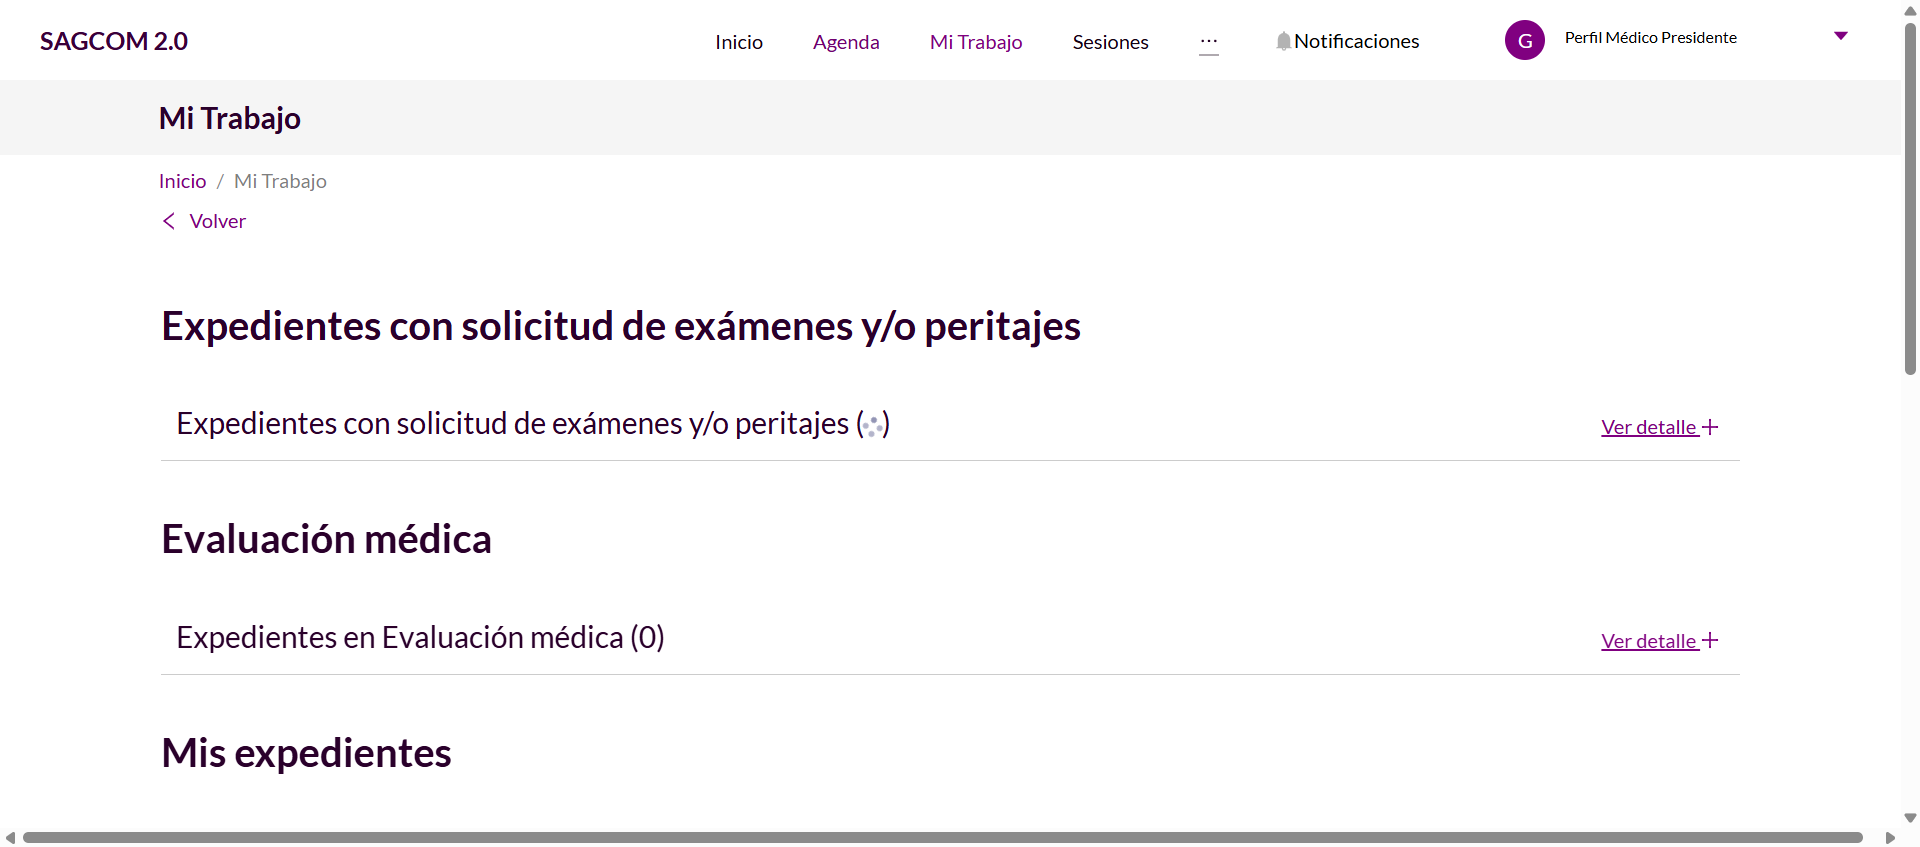 SAGCOM 2.0
Inicio
Agenda
Mi Trabajo
Sesiones
...
Notificaciones
G
Perfil Médico Presidente
Mi Trabajo
Inicio / Mi Trabajo
Volver
Expedientes con solicitud de exámenes y/o peritajes
Expedientes con solicitud de exámenes y/o peritajes ( )
Ver detalle +
Evaluación médica
Expedientes en Evaluación médica (0)
Ver detalle +
Mis expedientes